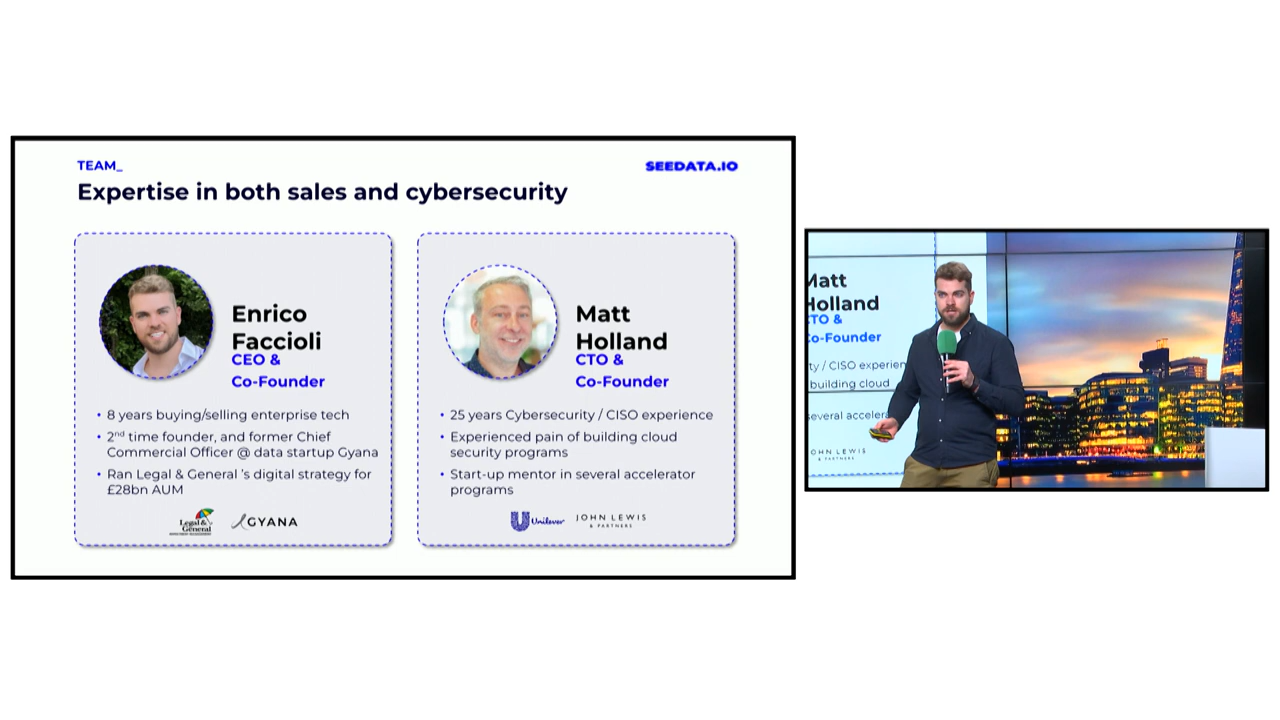 TEAM_
SEEDATA.IO
Expertise in both sales and cybersecurity
Enrico
Faccioli
CEO &
Co-Founder
• 8 years buying/selling enterprise tech
• 2nd time founder, and former Chief
Commercial Officer @ data startup Gyana
• Ran Legal & General 's digital strategy for
£28bn AUM
Legal &
General
GYANA
Matt
Holland
CTO &
Co-Founder
• 25 years Cybersecurity / CISO experience
• Experienced pain of building cloud
security programs
• Start-up mentor in several accelerator
programs
Unilever
JOHN LEWIS
& PARTNERS
Matt
Holland
CTO &
Co-Founder
ty / CISO experien
building cloud
several accelera
OHN LEWIS
& PARTNERS